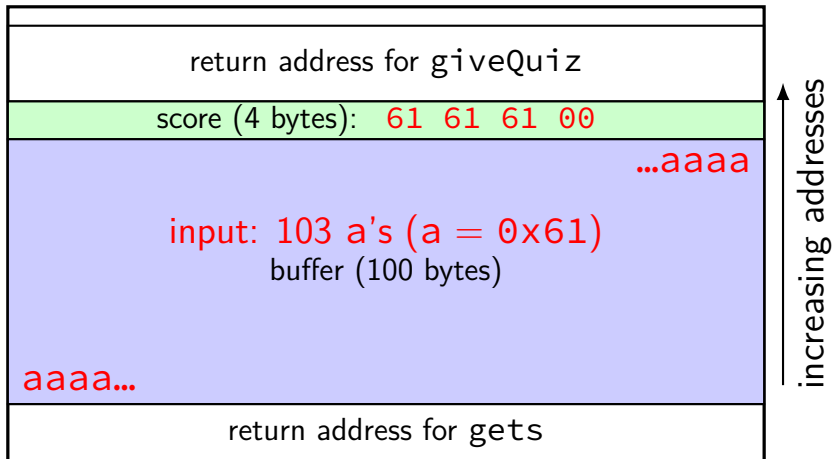 return address for giveQuiz
score (4 bytes): 61 61 61 00
…aaaa
input: 103 a's (a = 0x61)
buffer (100 bytes)
aaaa…
return address for gets
increasing addresses